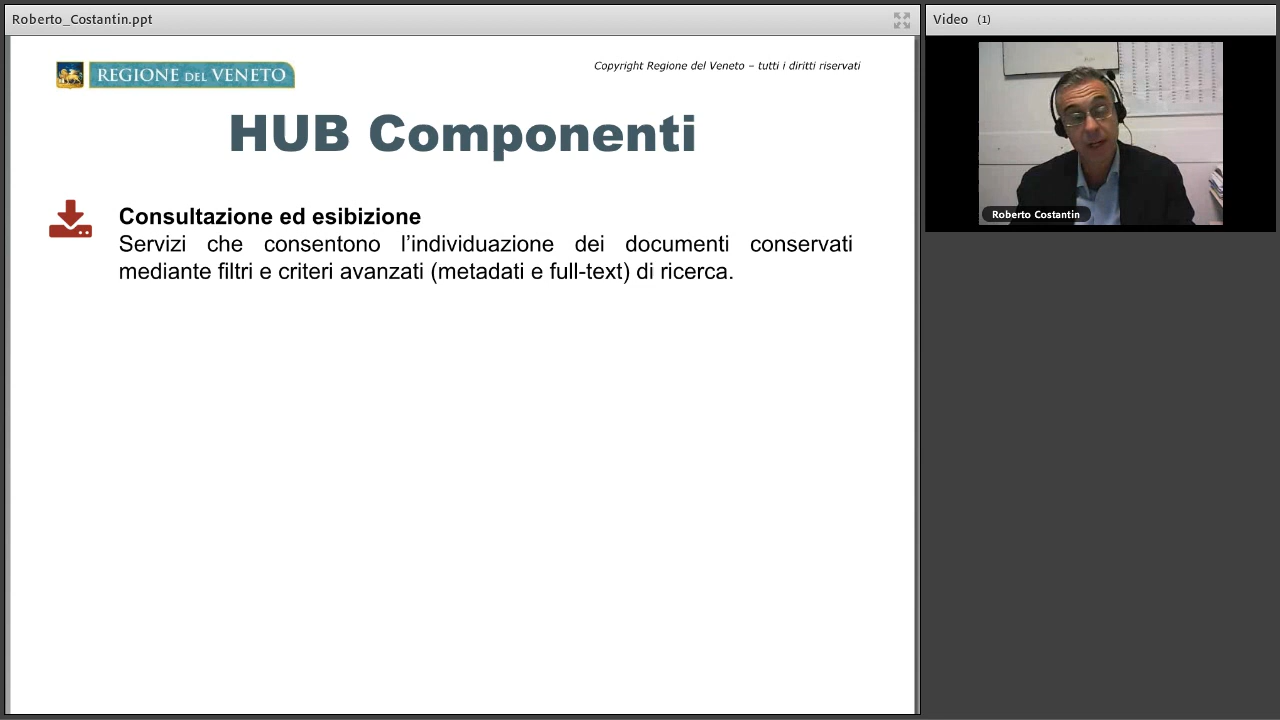 Roberto_Costantin.ppt
Video (1)
REGIONE DEL VENETO
Copyright Regione del Veneto – tutti i diritti riservati
HUB Componenti
Consultazione ed esibizione
Servizi che consentono l’individuazione dei documenti conservati
mediante filtri e criteri avanzati (metadati e full-text) di ricerca.
Roberto Costantin